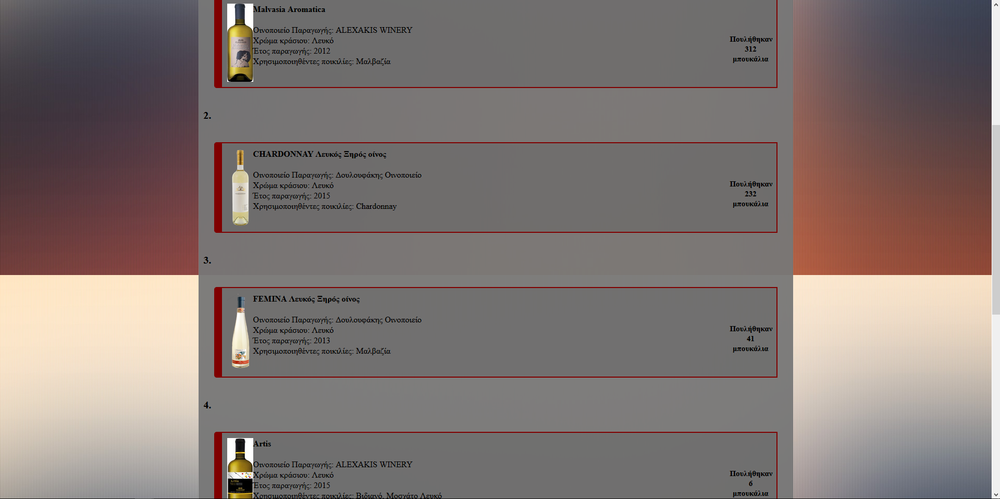 Malvasia Aromatica
Οινοποιείο Παραγωγής: ALEXAKIS WINERY
Χρώμα κράσιου: Λευκό
Έτος παραγωγής: 2012
Χρησιμοποιηθέντες ποικιλίες: Μαλβαζία
Πουλήθηκαν
312
μπουκάλια
2.
CHARDONNAY Λευκός Ξηρός οίνος
Οινοποιείο Παραγωγής: Δουλουφάκης Οινοποιείο
Χρώμα κράσιου: Λευκό
Έτος παραγωγής: 2015
Χρησιμοποιηθέντες ποικιλίες: Chardonnay
Πουλήθηκαν
232
μπουκάλια
3.
FEMINA Λευκός Ξηρός οίνος
Οινοποιείο Παραγωγής: Δουλουφάκης Οινοποιείο
Χρώμα κράσιου: Λευκό
Έτος παραγωγής: 2013
Χρησιμοποιηθέντες ποικιλίες: Μαλβαζία
Πουλήθηκαν
41
μπουκάλια
4.
Artis
Οινοποιείο Παραγωγής: ALEXAKIS WINERY
Χρώμα κράσιου: Λευκό
Έτος παραγωγής: 2015
Χρησιμοποιηθέντες ποικιλίες: Βιδιανό, Μοσχάτο Λευκό
Πουλήθηκαν
6
μπουκάλια
Artis